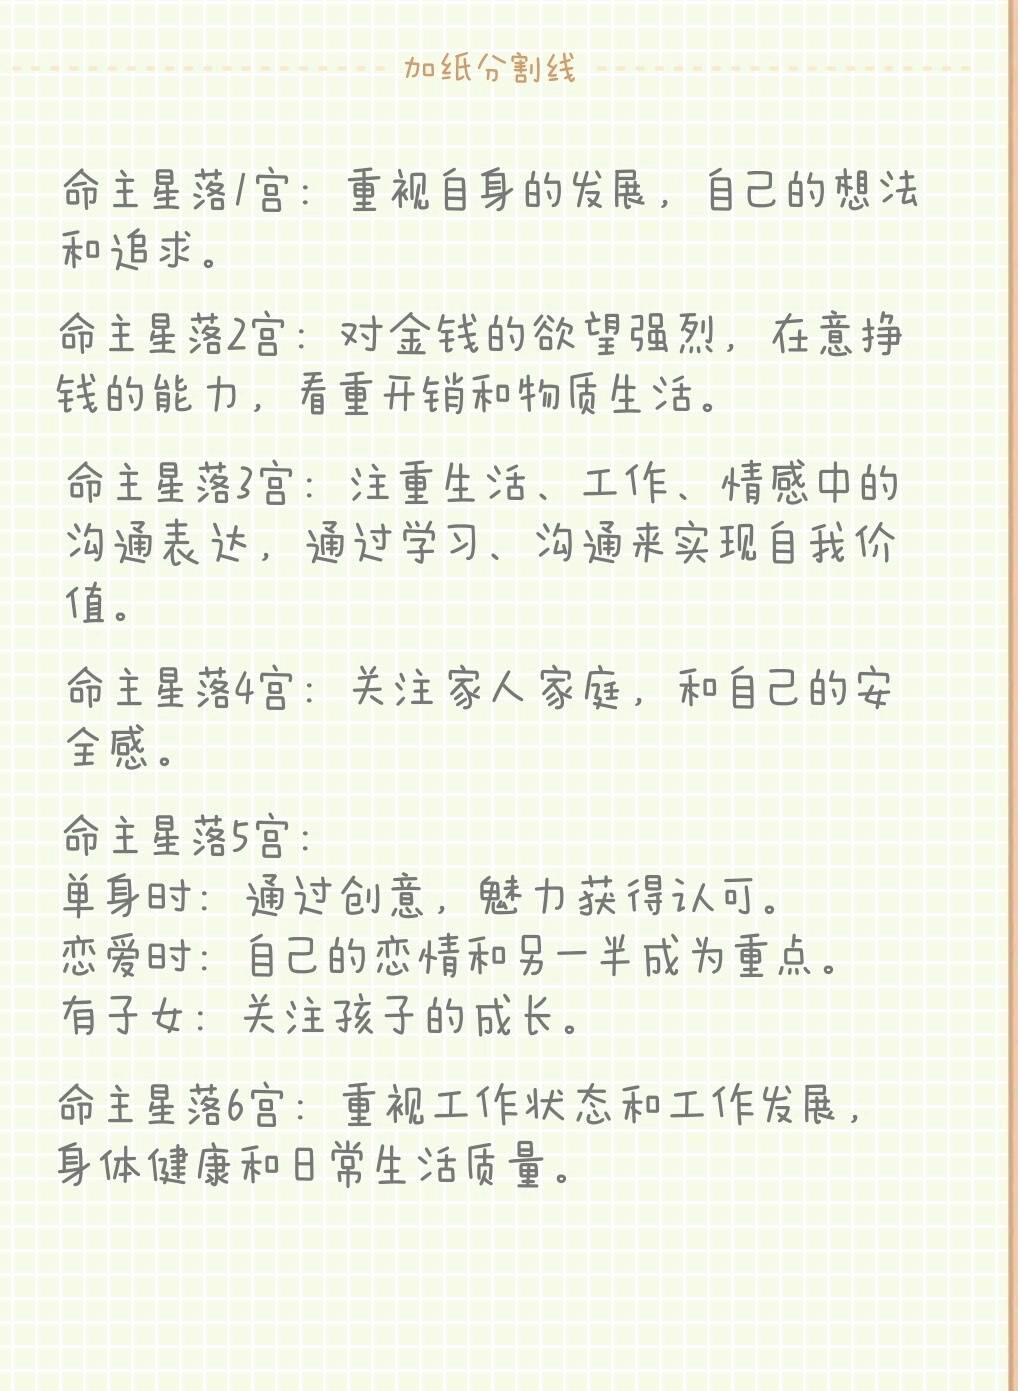 加纸分割线
命主星落1宫：重视自身的发展，自己的想法
和追求。
命主星落2宫：对金钱的欲望强烈，在意挣
钱的能力，看重开销和物质生活。
命主星落3宫：注重生活、工作、情感中的
沟通表达，通过学习、沟通来实现自我价
值。
命主星落4宫：关注家人家庭，和自己的安
全感。
命主星落5宫：
单身时：通过创意，魅力获得认可。
恋爱时：自己的恋情和另一半成为重点。
有子女：关注孩子的成长。
命主星落6宫：重视工作状态和工作发展，
身体健康和日常生活质量。